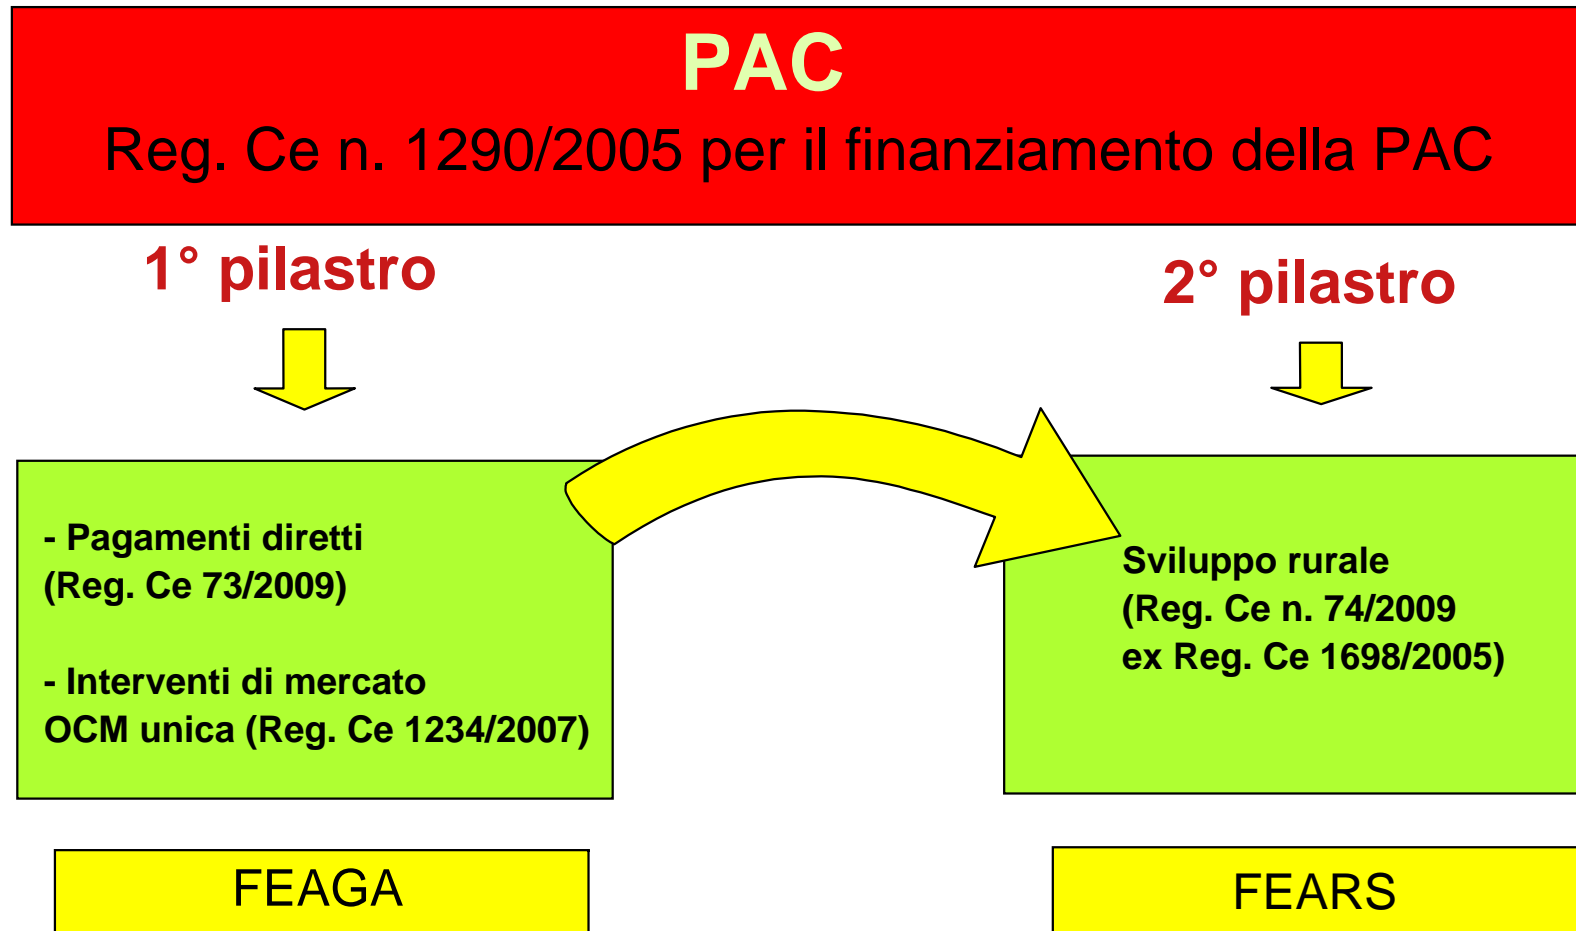 PAC
Reg. Ce n. 1290/2005 per il finanziamento della PAC
1° pilastro
2° pilastro
- Pagamenti diretti
(Reg. Ce 73/2009)
- Interventi di mercato
OCM unica (Reg. Ce 1234/2007)
Sviluppo rurale
(Reg. Ce n. 74/2009
ex Reg. Ce 1698/2005)
FEAGA
FEARS